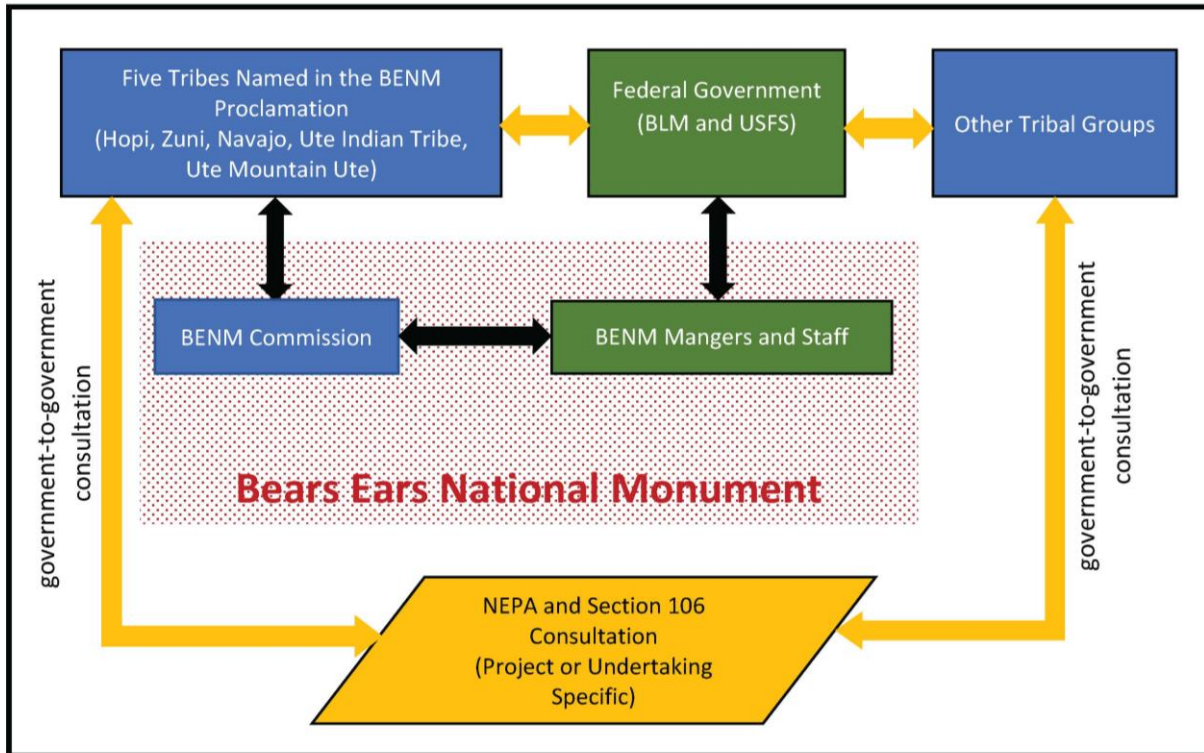 Five Tribes Named in the BENM
Proclamation
(Hopi, Zuni, Navajo, Ute Indian Tribe,
Ute Mountain Ute)
Federal Government
(BLM and USFS)
Other Tribal Groups
BENM Commission
BENM Mangers and Staff
Bears Ears National Monument
government-to-government
consultation
government-to-government
consultation
NEPA and Section 106
Consultation
(Project or Undertaking
Specific)